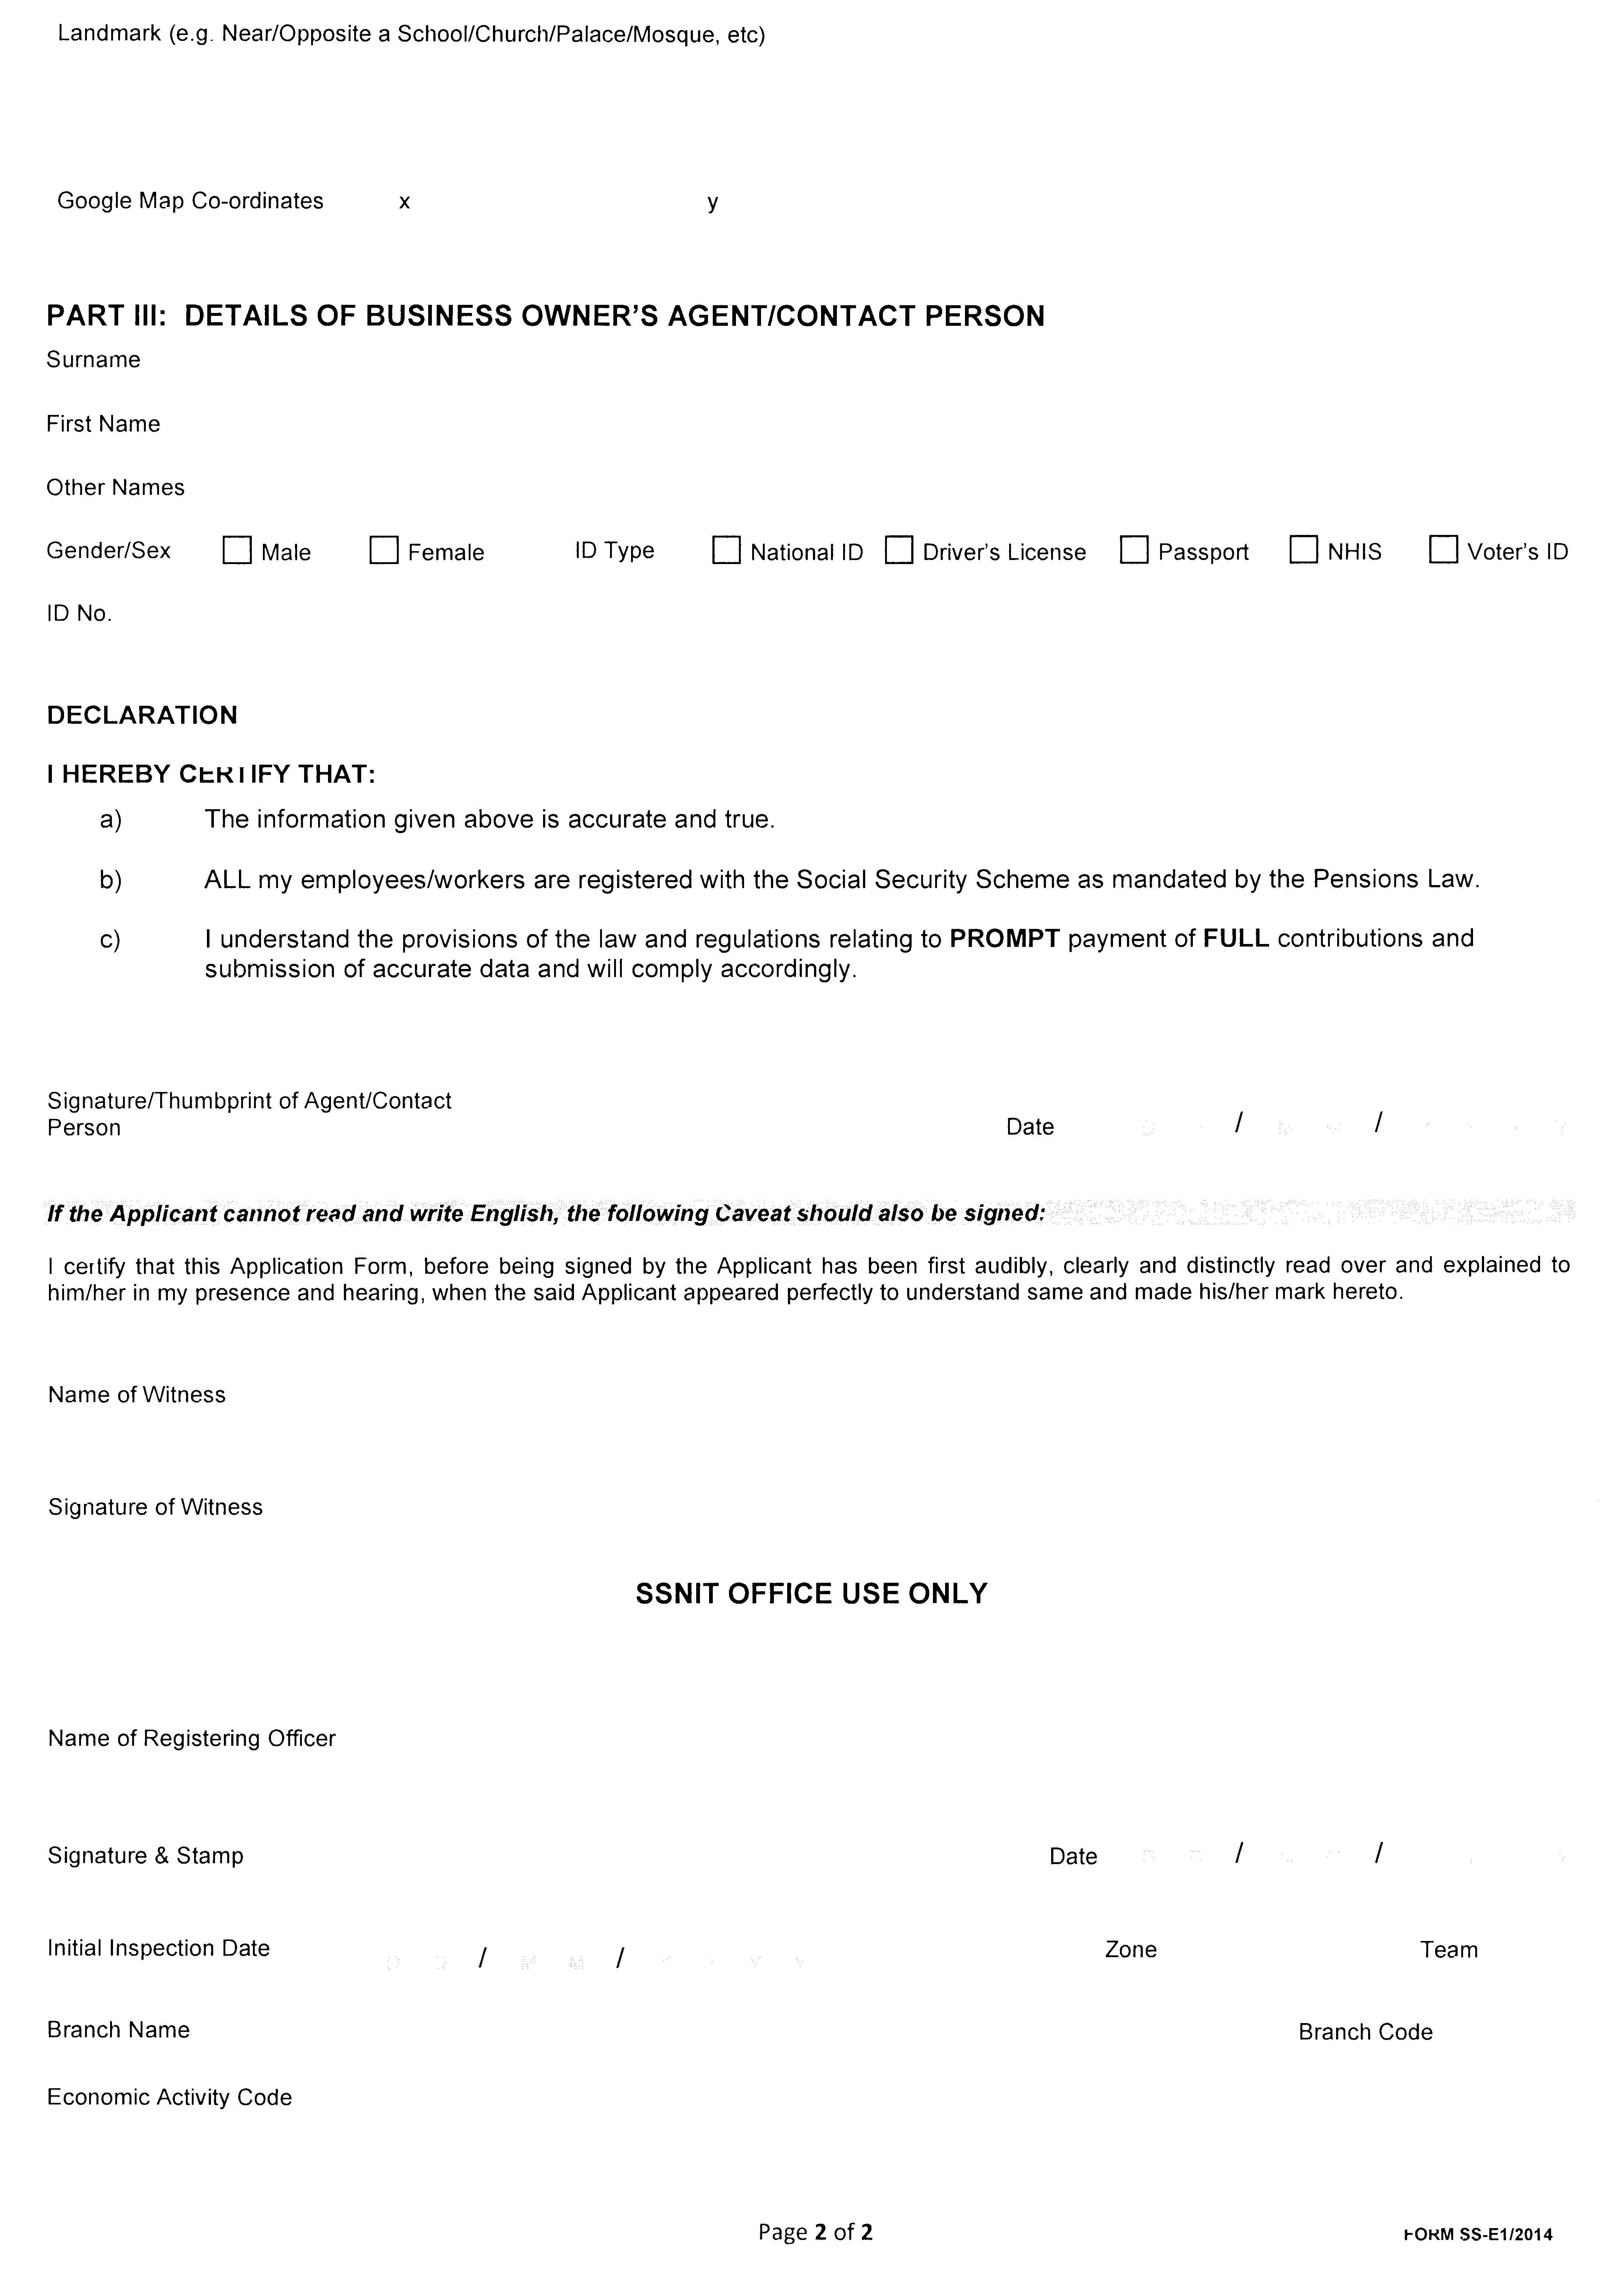 Landmark (e.g. Near/Opposite a School/Church/Palace/Mosque, etc)
Google Map Co-ordinates x y
PART III: DETAILS OF BUSINESS OWNER'S AGENT/CONTACT PERSON
Surname
First Name
Other Names
Gender/Sex Male Female ID Type National ID Driver's License Passport NHIS Voter's ID
ID No.
DECLARATION
I HEREBY CERTIFY THAT:
a) The information given above is accurate and true.
b) ALL my employees/workers are registered with the Social Security Scheme as mandated by the Pensions Law.
c) I understand the provisions of the law and regulations relating to PROMPT payment of FULL contributions and
submission of accurate data and will comply accordingly.
Signature/Thumbprint of Agent/Contact
Person Date / /
If the Applicant cannot read and write English, the following Caveat should also be signed:
I certify that this Application Form, before being signed by the Applicant has been first audibly, clearly and distinctly read over and explained to
him/her in my presence and hearing, when the said Applicant appeared perfectly to understand same and made his/her mark hereto.
Name of Witness
Signature of Witness
SSNIT OFFICE USE ONLY
Name of Registering Officer
Signature & Stamp Date / /
Initial Inspection Date D D / M M / Y Y Y Y Zone Team
Branch Name Branch Code
Economic Activity Code
Page 2 of 2
FORM SS-E1/2014